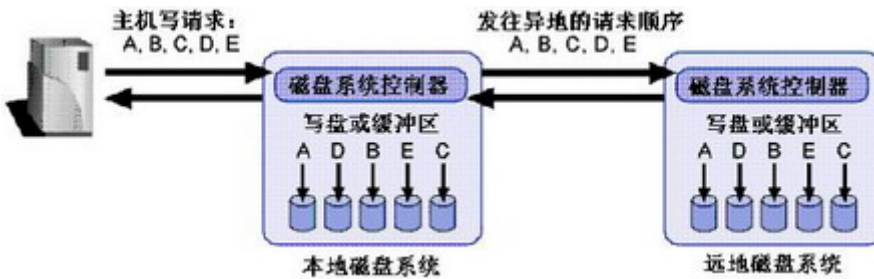 主机写请求：
A, B, C, D, E
发往异地的请求顺序
A, B, C, D, E
磁盘系统控制器
写盘或缓冲区
A D B E C
本地磁盘系统
磁盘系统控制器
写盘或缓冲区
A D B E C
远地磁盘系统